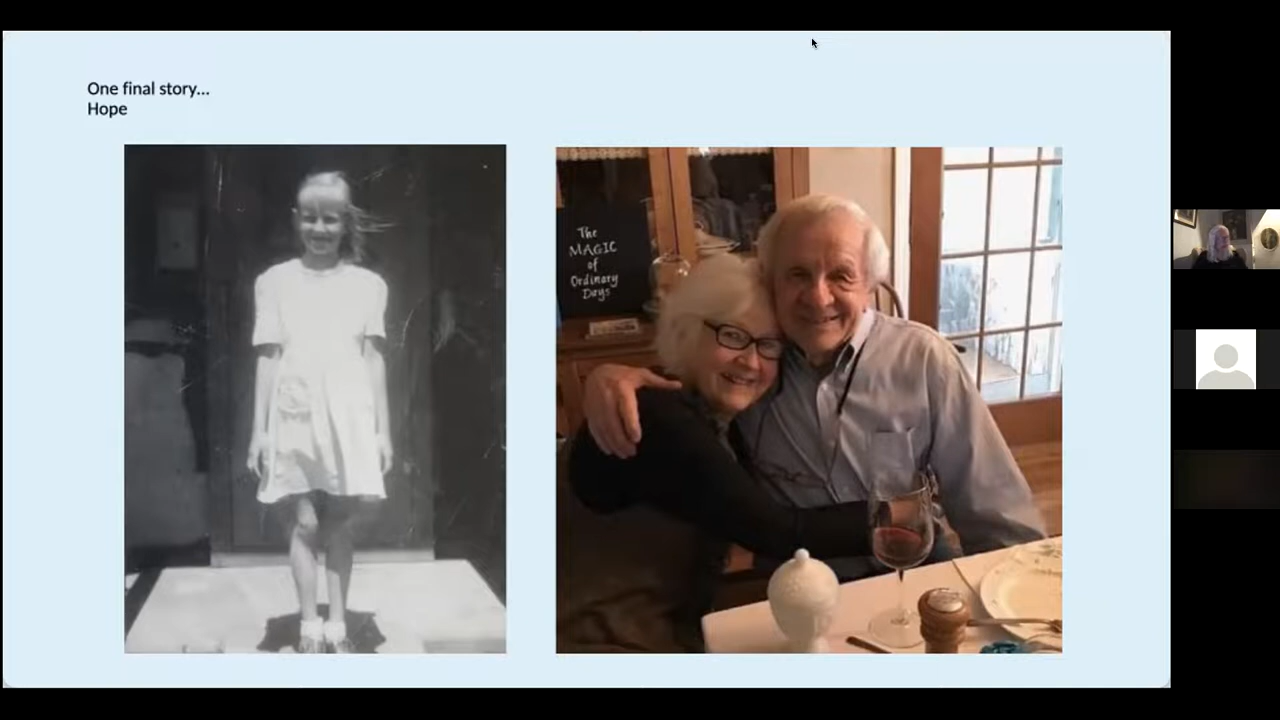 One final story...
Hope
The
MAGIC
of
Ordinary
Days